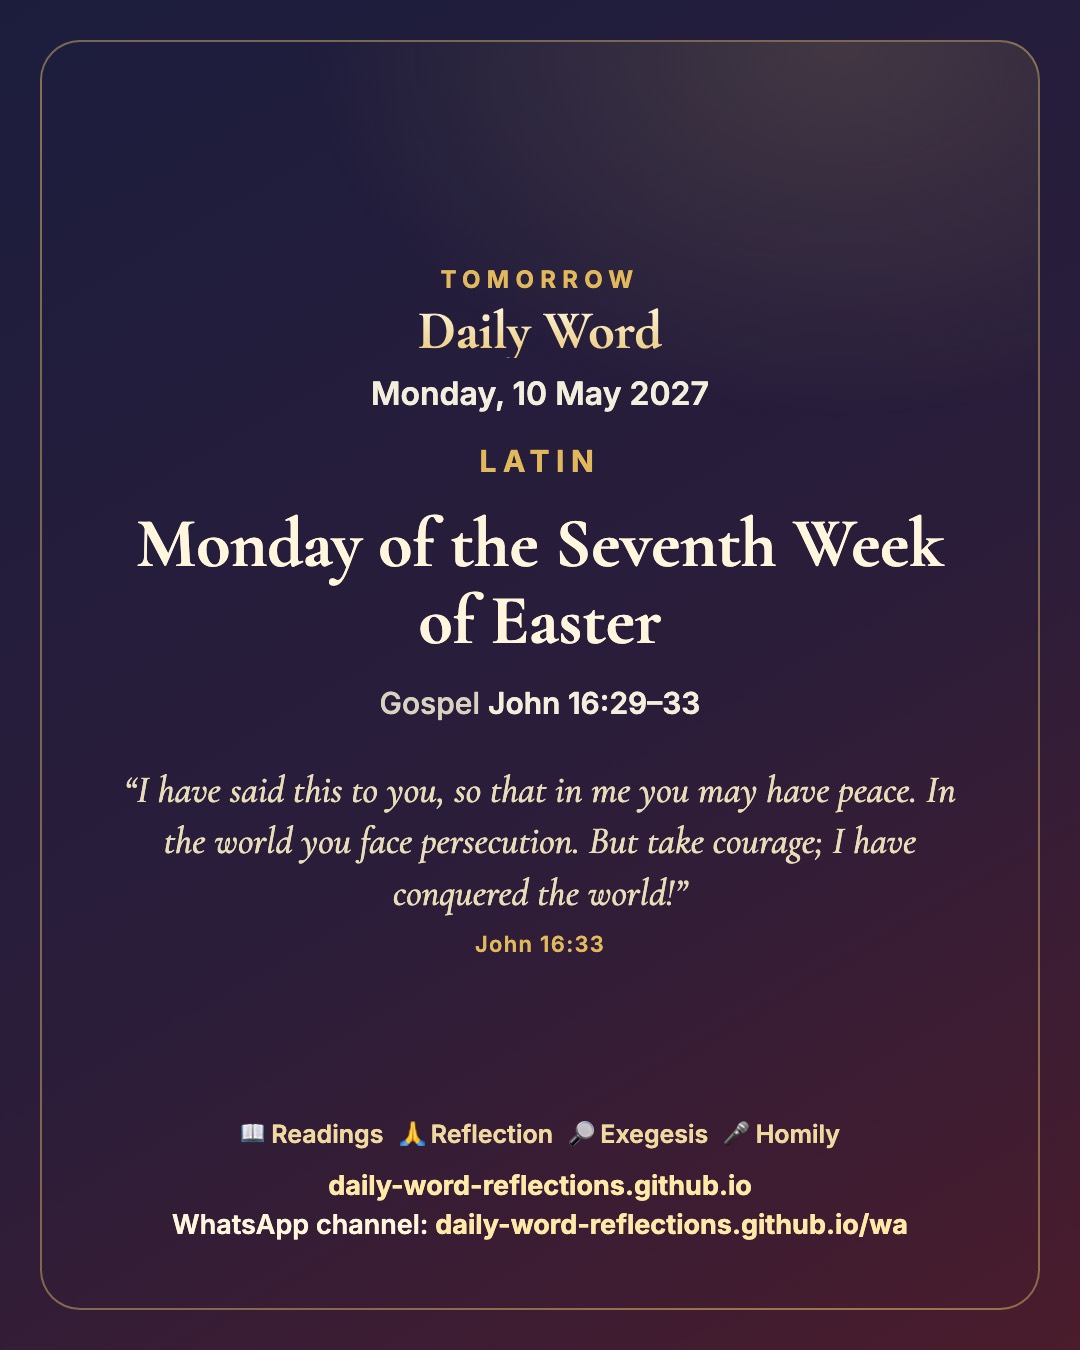 TOMORROW
Daily Word
Monday, 10 May 2027
LATIN
Monday of the Seventh Week
of Easter
Gospel John 16:29–33
“I have said this to you, so that in me you may have peace. In
the world you face persecution. But take courage; I have
conquered the world!”
John 16:33
📖 Readings 🙏 Reflection 🔎 Exegesis 🎤 Homily
daily-word-reflections.github.io
WhatsApp channel: daily-word-reflections.github.io/wa